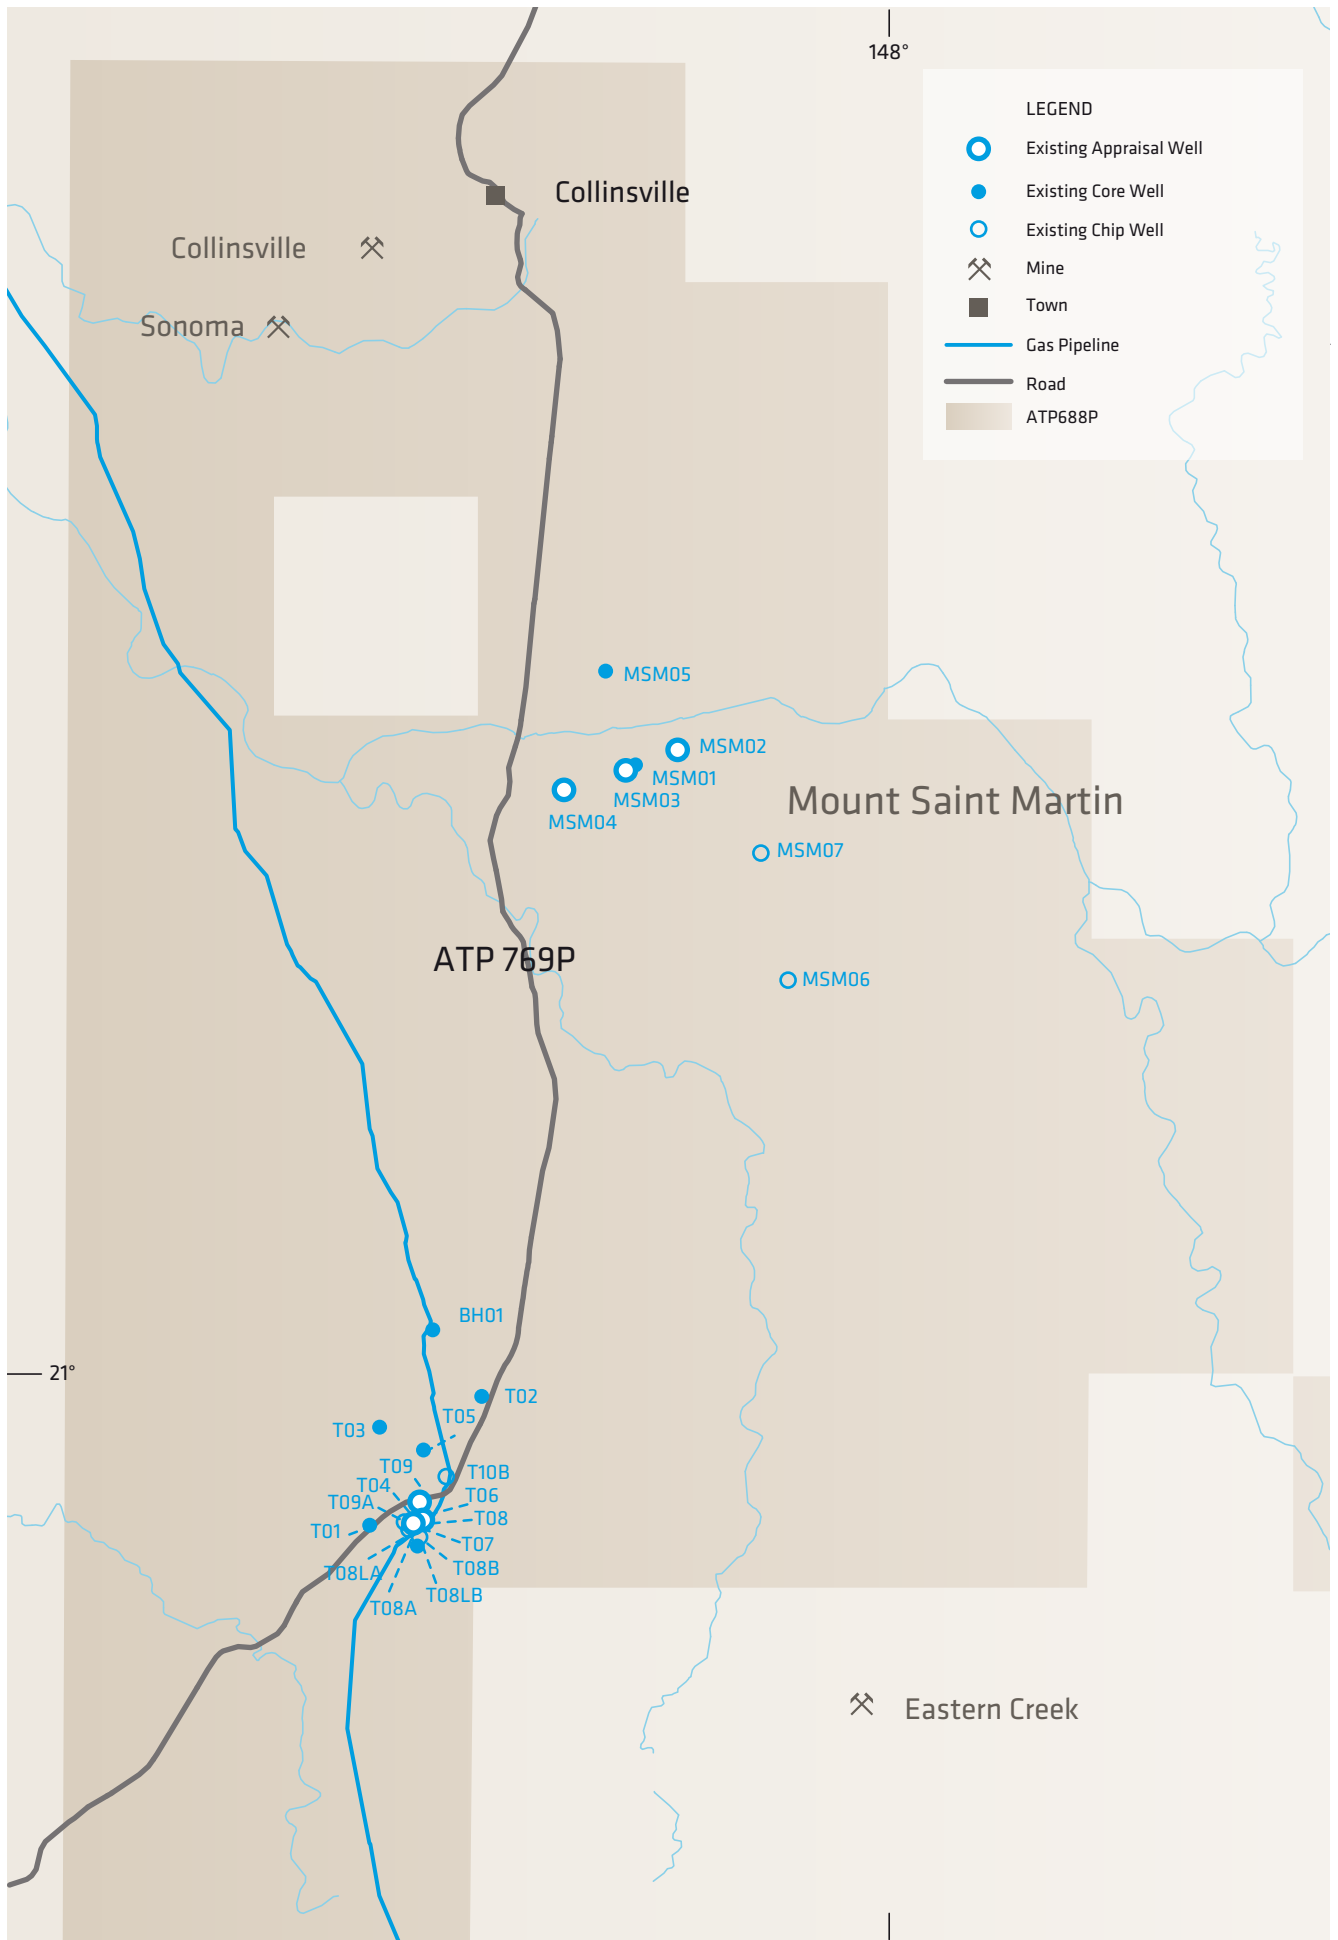 148°
LEGEND
Existing Appraisal Well
Existing Core Well
Existing Chip Well
Mine
Town
Gas Pipeline
Road
ATP688P
Collinsville
Collinsville
Sonoma
MSM05
MSM02
MSM01
MSM03
MSM04
Mount Saint Martin
MSM07
ATP 769P
MSM06
BH01
21°
T02
T05
T03
T09
T10B
T04
T06
T09A
T08
T01
T07
T08B
T08LA
T08LB
T08A
Eastern Creek